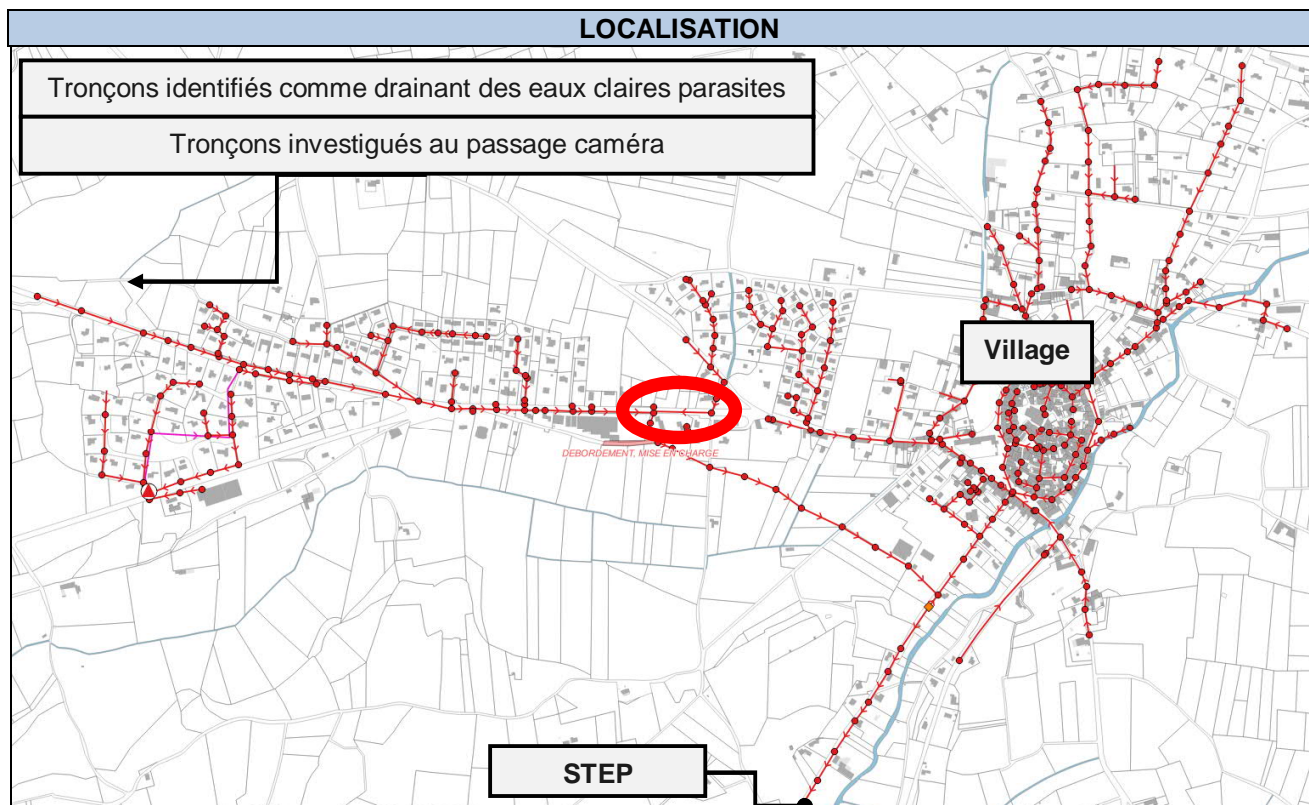 LOCALISATION
Tronçons identifiés comme drainant des eaux claires parasites
Tronçons investigués au passage caméra
Village
DEBORDEMENT, MISE EN CHARGE
STEP